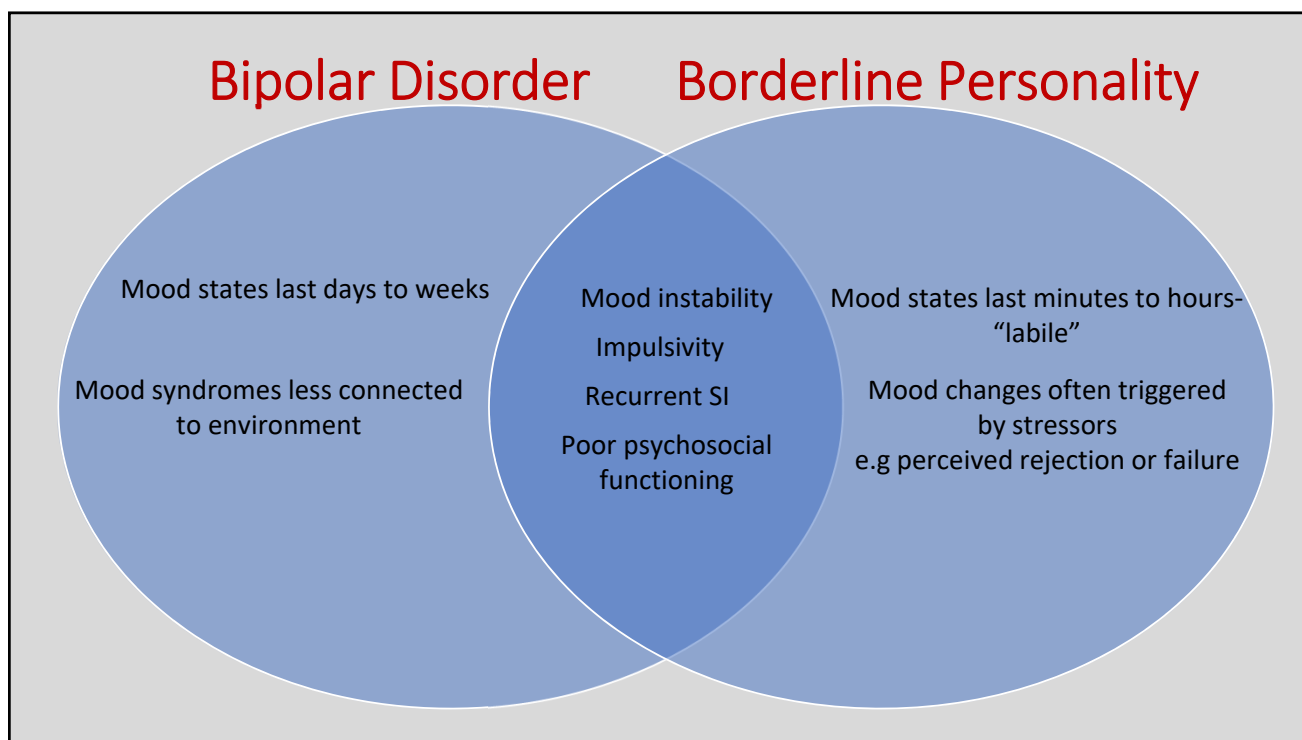 Bipolar Disorder
Borderline Personality
Mood states last days to weeks
Mood syndromes less connected
to environment
Mood instability
Impulsivity
Recurrent SI
Poor psychosocial
functioning
Mood states last minutes to hours-
“labile”
Mood changes often triggered
by stressors
e.g perceived rejection or failure